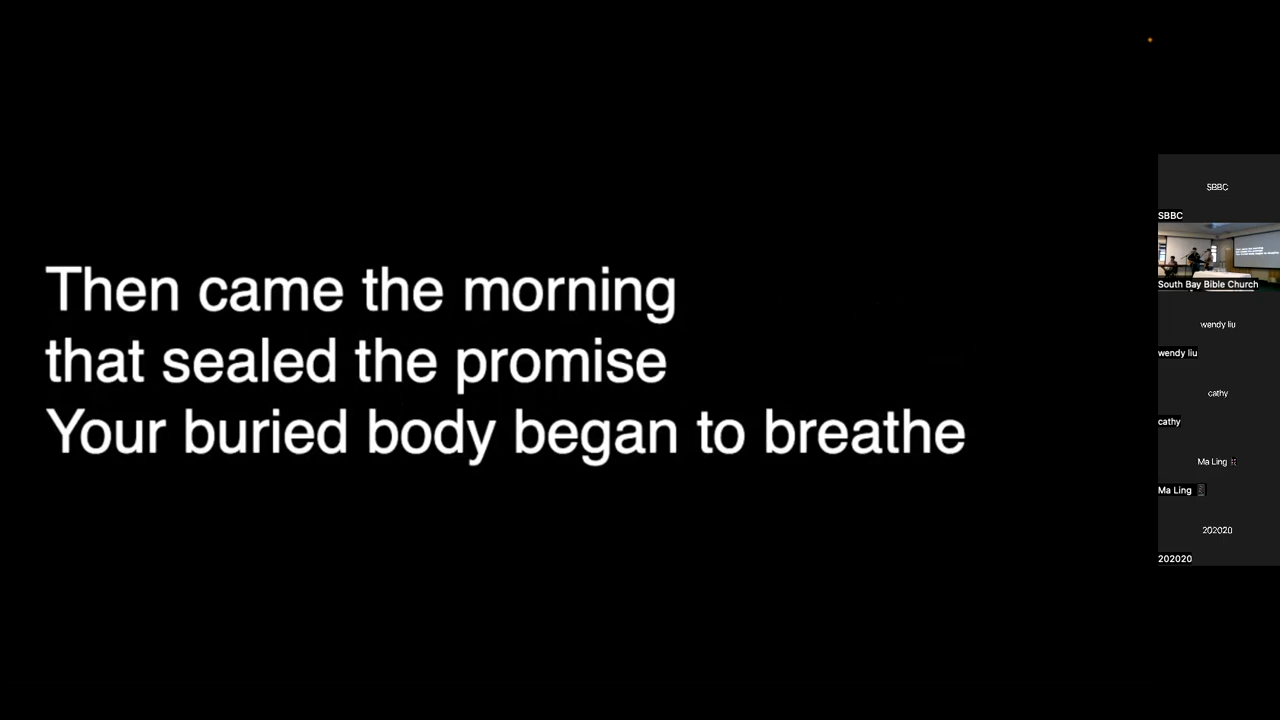 Then came the morning
that sealed the promise
Your buried body began to breathe
SBBC
SBBC
South Bay Bible Church
wendy liu
wendy liu
cathy
cathy
Ma Ling
Ma Ling
202020
202020